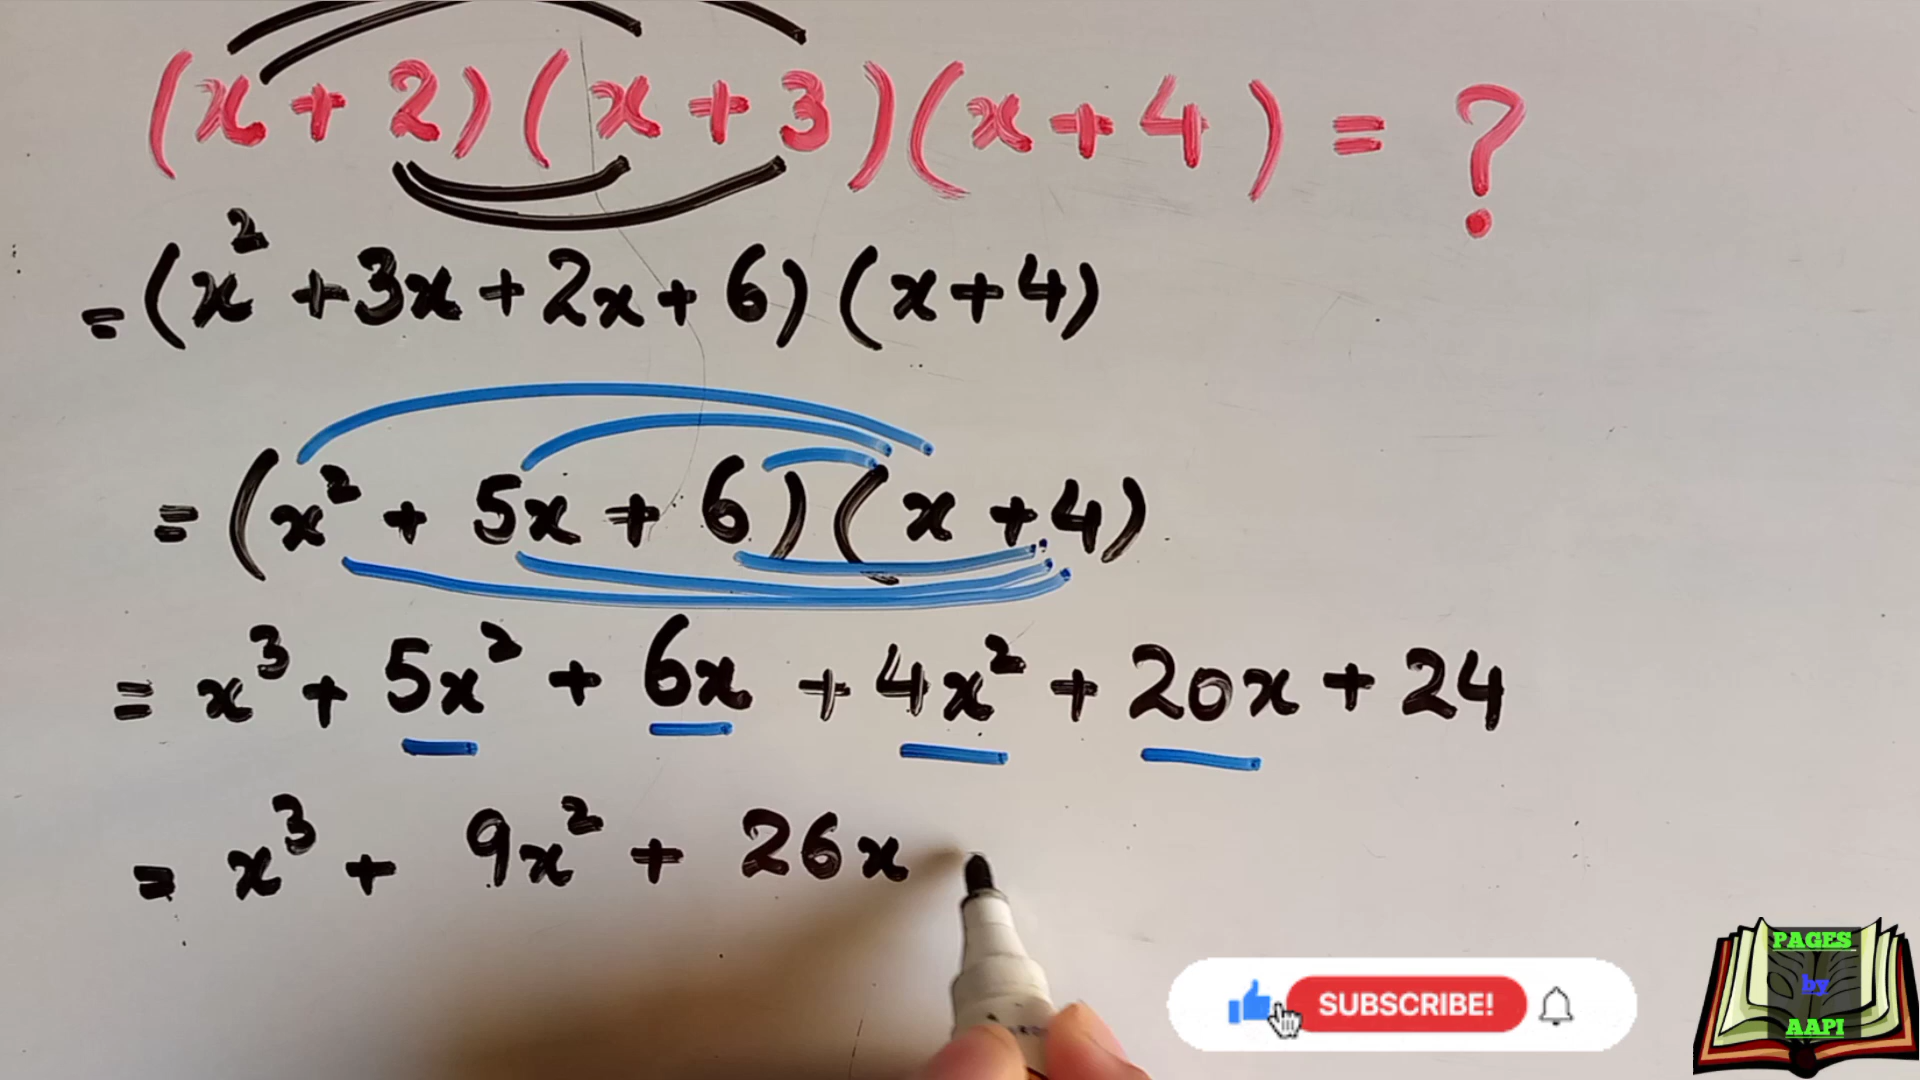 (x + 2)(x + 3)(x + 4) = ?
= (x² + 3x + 2x + 6)(x + 4)
= (x² + 5x + 6)(x + 4)
= x³ + 5x² + 6x + 4x² + 20x + 24
= x³ + 9x² + 26x
SUBSCRIBE!
PAGES
by
AAPI